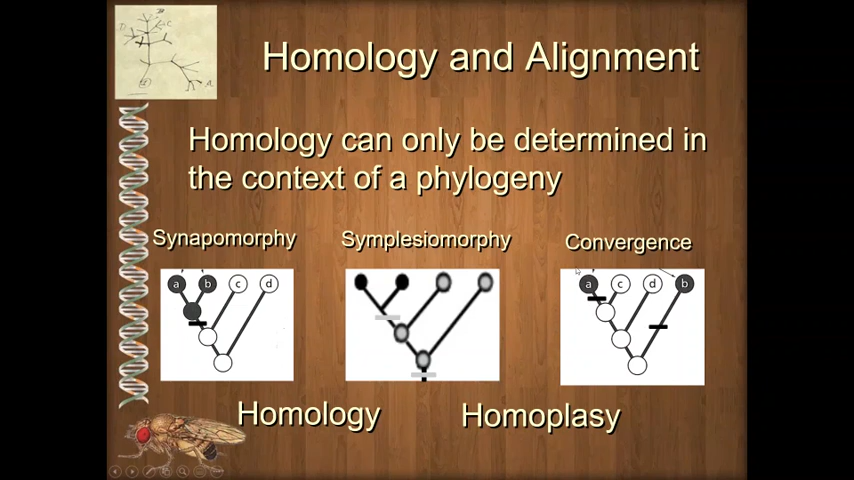 Homology and Alignment
Homology can only be determined in
the context of a phylogeny
Synapomorphy
Symplesiomorphy
Convergence
a b c d
a c d b
Homology
Homoplasy